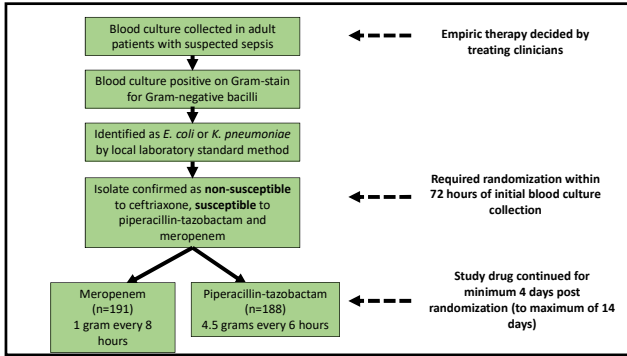 Blood culture collected in adult
patients with suspected sepsis
Empiric therapy decided by
treating clinicians
Blood culture positive on Gram-stain
for Gram-negative bacilli
Identified as E. coli or K. pneumoniae
by local laboratory standard method
Isolate confirmed as non-susceptible
to ceftriaxone, susceptible to
piperacillin-tazobactam and
meropenem
Required randomization within
72 hours of initial blood culture
collection
Meropenem
(n=191)
1 gram every 8
hours
Piperacillin-tazobactam
(n=188)
4.5 grams every 6 hours
Study drug continued for
minimum 4 days post
randomization (to maximum of 14
days)